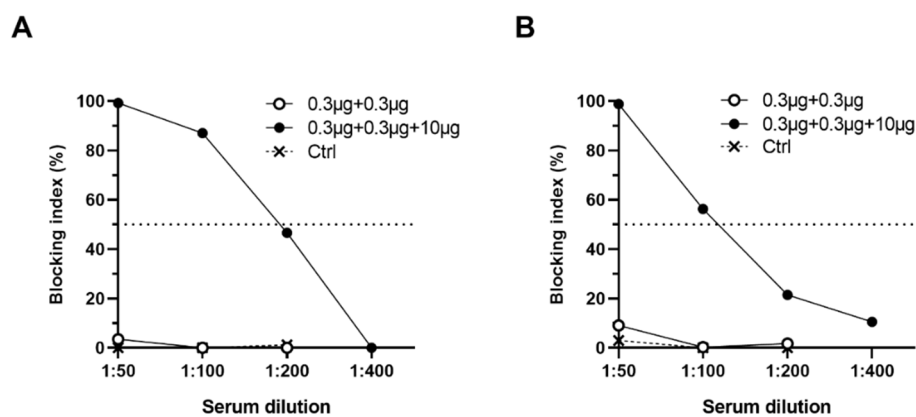 A
100
80
60
40
20
0
Blocking index (%)
0.3µg+0.3µg
0.3µg+0.3µg+10µg
Ctrl
1:50 1:100 1:200 1:400
Serum dilution
B
100
80
60
40
20
0
Blocking index (%)
0.3µg+0.3µg
0.3µg+0.3µg+10µg
Ctrl
1:50 1:100 1:200 1:400
Serum dilution